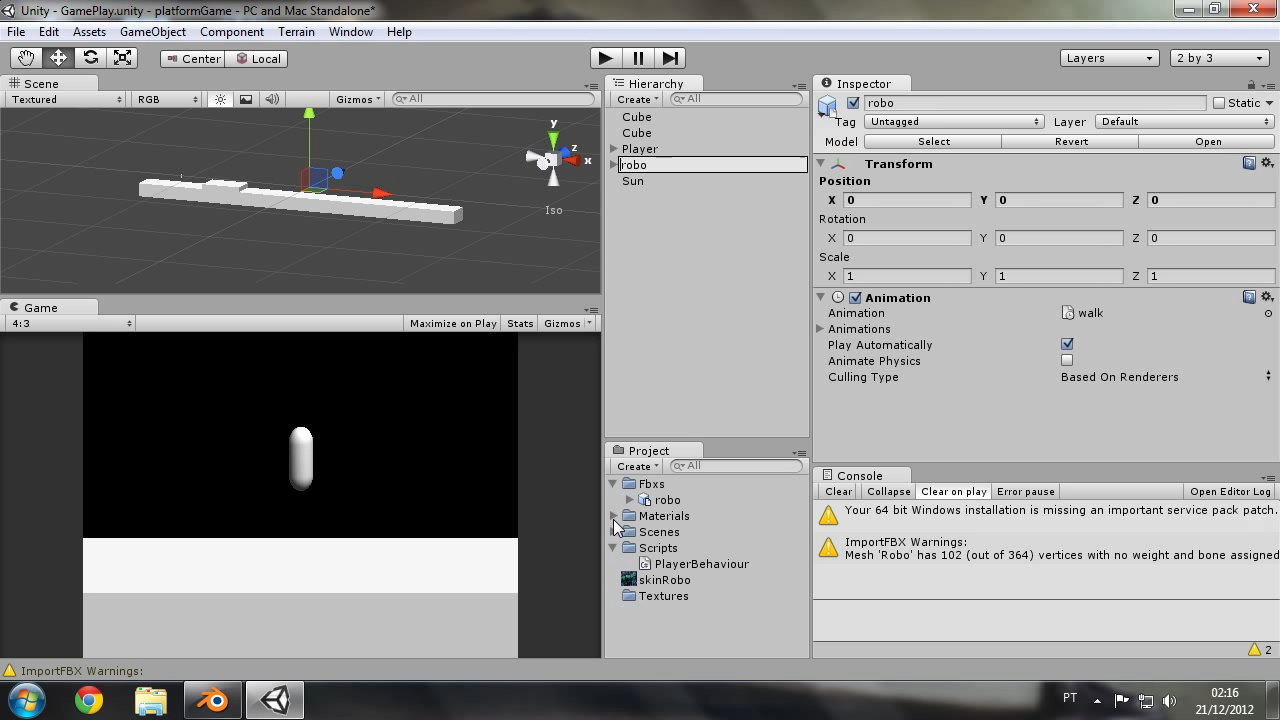 Unity - GamePlay.unity - platformGame - PC and Mac Standalone*
File Edit Assets GameObject Component Terrain Window Help
Center Local Layers 2 by 3
Scene
Textured RGB Gizmos All
y
z
x
Iso
Game
4:3 Maximize on Play Stats Gizmos
Hierarchy
Create All
Cube
Cube
Player
robo
Sun
Project
Create All
Fbxs
robo
Materials
Scenes
Scripts
PlayerBehaviour
skinRobo
Textures
Inspector
robo Static
Tag Untagged Layer Default
Model Select Revert Open
Transform
Position
X 0 Y 0 Z 0
Rotation
X 0 Y 0 Z 0
Scale
X 1 Y 1 Z 1
Animation
Animation walk
Animations
Play Automatically
Animate Physics
Culling Type Based On Renderers
Console
Clear Collapse Clear on play Error pause Open Editor Log
Your 64 bit Windows installation is missing an important service pack patch.
ImportFBX Warnings:
Mesh 'Robo' has 102 (out of 364) vertices with no weight and bone assigned
2
ImportFBX Warnings:
PT 02:16
21/12/2012